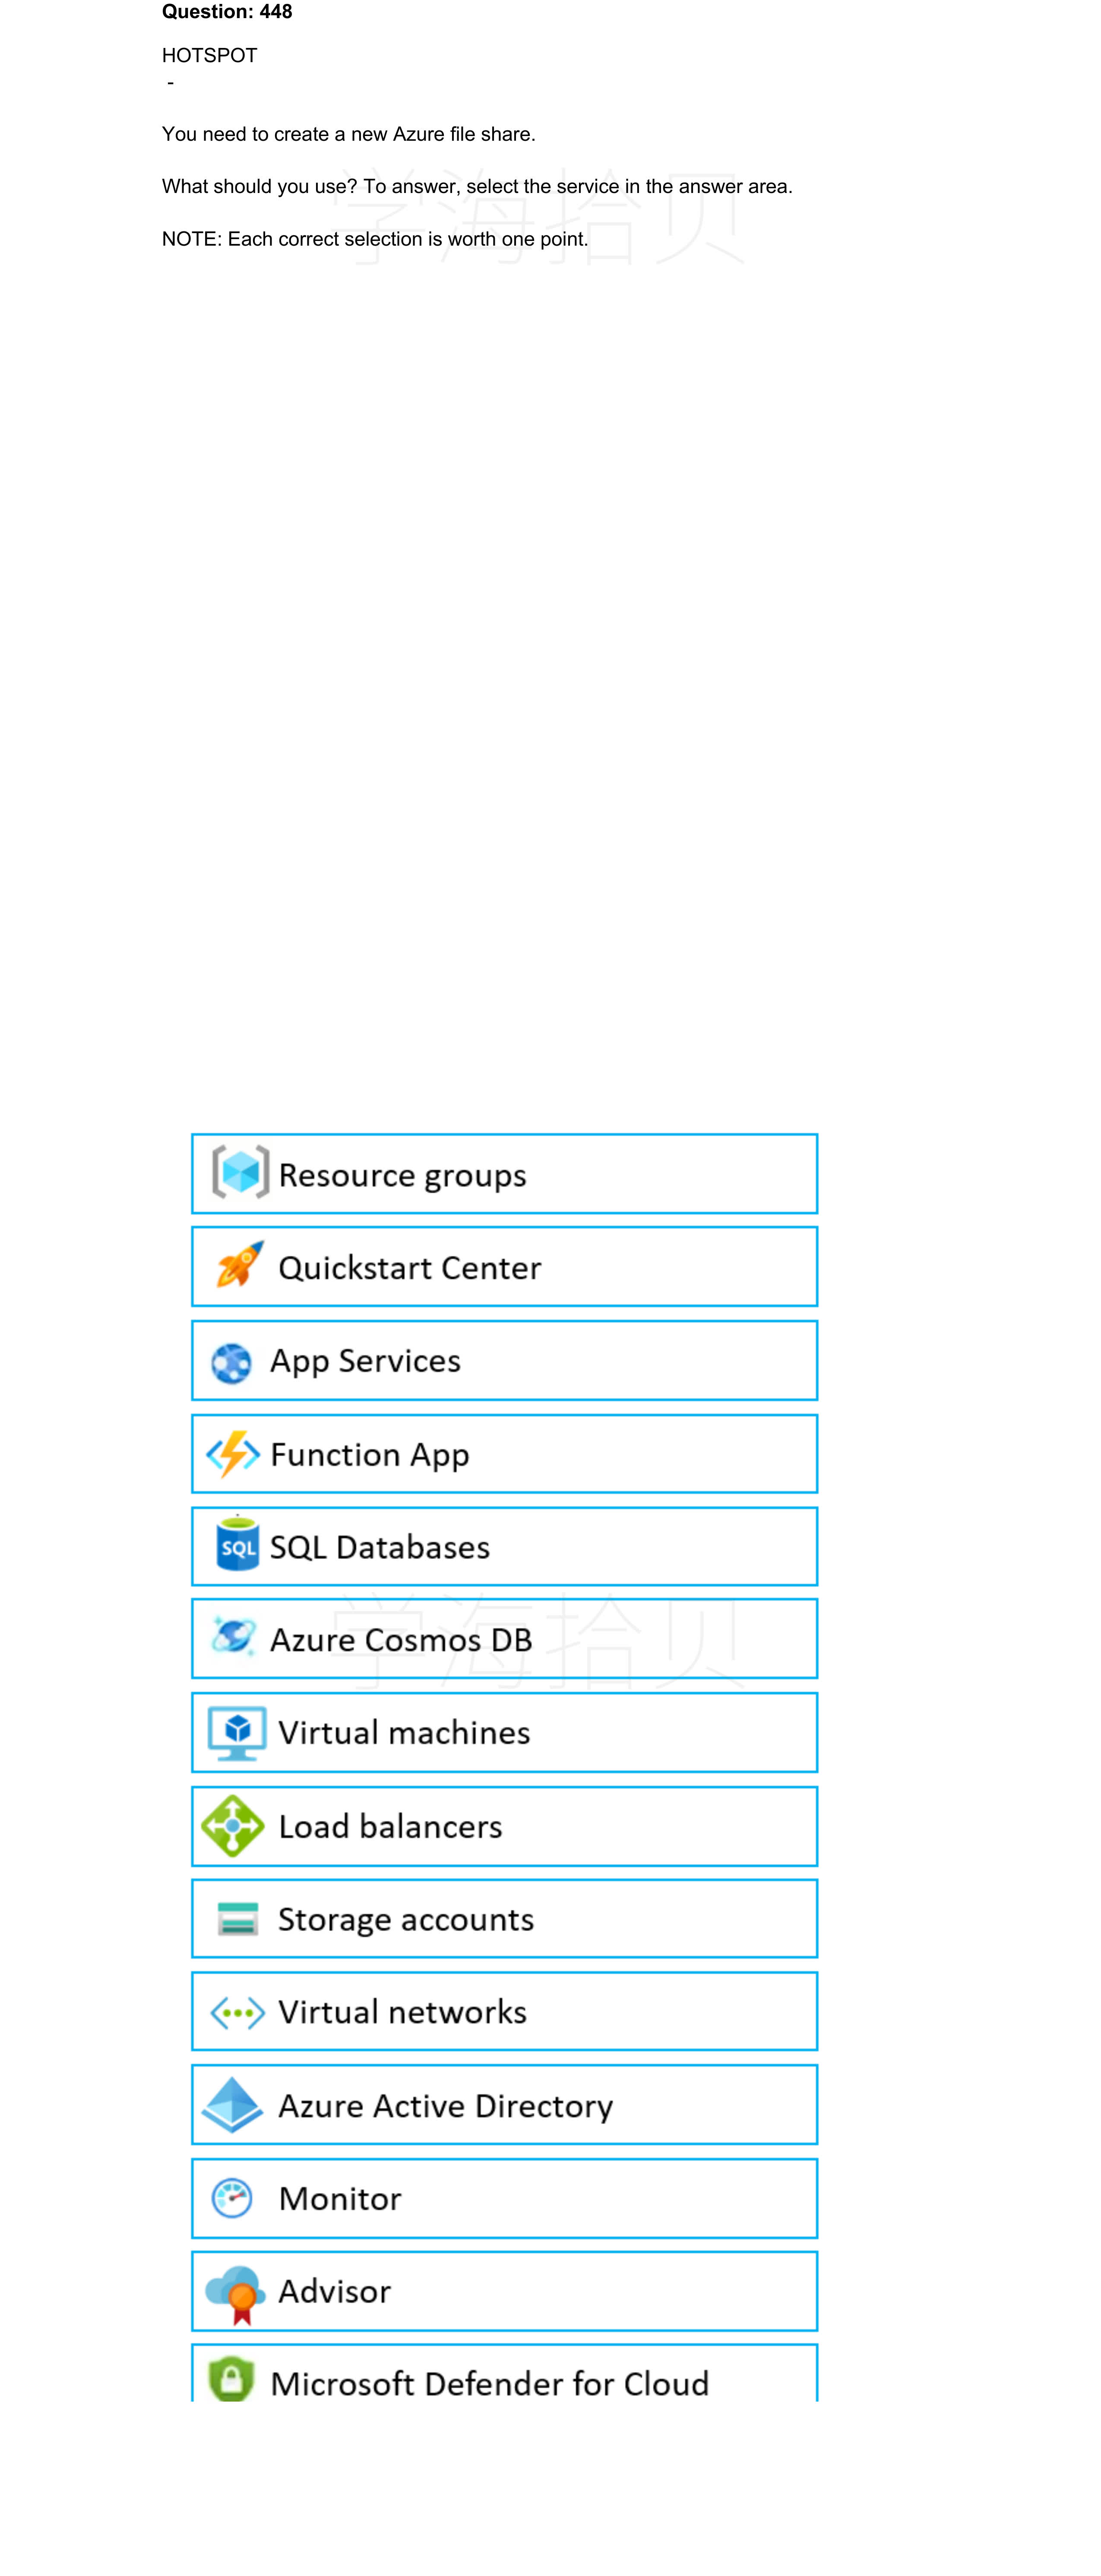 Question: 448
HOTSPOT
-
You need to create a new Azure file share.
What should you use? To answer, select the service in the answer area.
NOTE: Each correct selection is worth one point.
学海拾贝
Resource groups
Quickstart Center
App Services
Function App
SQL
SQL Databases
Azure Cosmos DB
学海拾贝
Virtual machines
Load balancers
Storage accounts
Virtual networks
Azure Active Directory
Monitor
Advisor
Microsoft Defender for Cloud